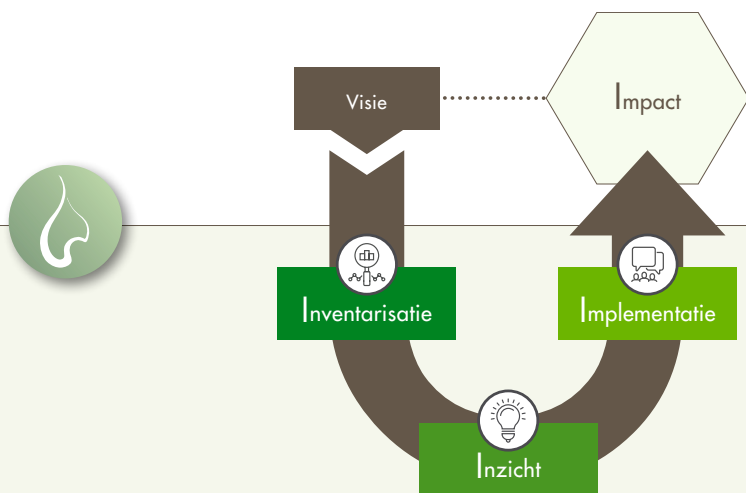 Visie
Impact
Inventarisatie
Implementatie
Inzicht